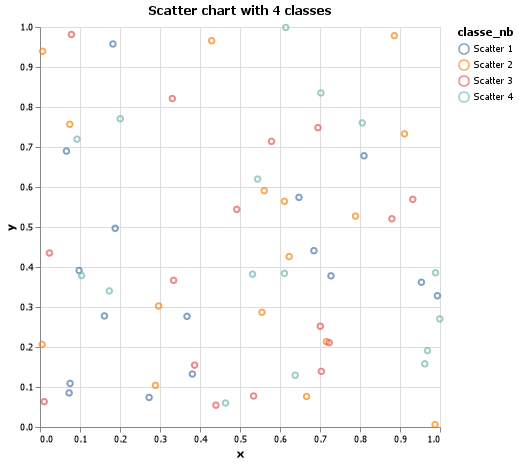 Scatter chart with 4 classes
classe_nb
Scatter 1
Scatter 2
Scatter 3
Scatter 4
1.0
0.9
0.8
0.7
0.6
0.5
0.4
0.3
0.2
0.1
0.0
y
0.0 0.1 0.2 0.3 0.4 0.5 0.6 0.7 0.8 0.9 1.0
x